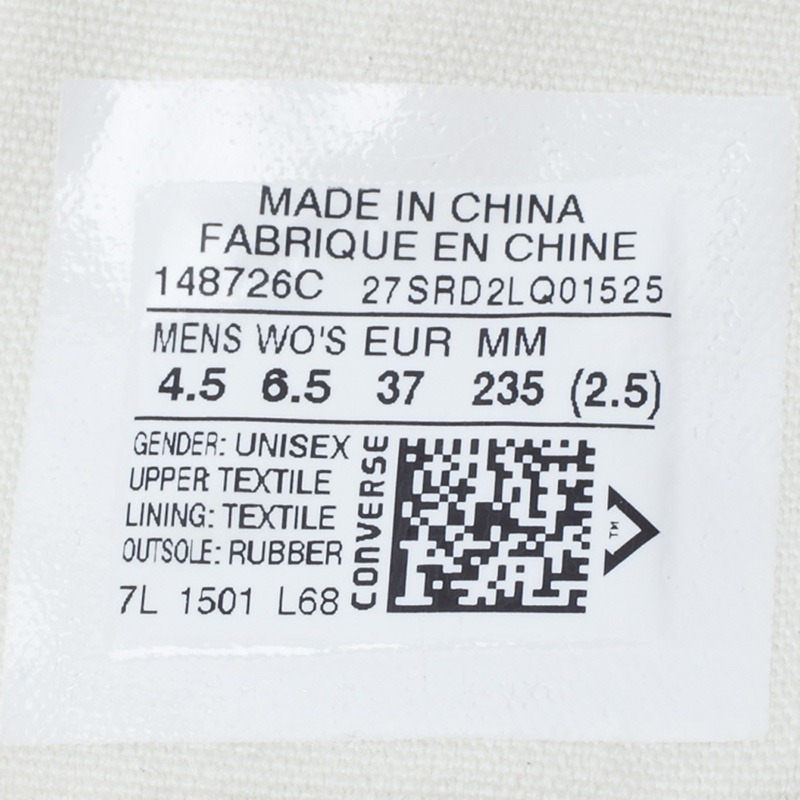 MADE IN CHINA
FABRIQUE EN CHINE
148726C 27SRD2LQ01525
MENS WO'S EUR MM
4.5 6.5 37 235 (2.5)
GENDER: UNISEX
UPPER: TEXTILE
LINING: TEXTILE
OUTSOLE: RUBBER
7L 1501 L68
CONVERSE
TM